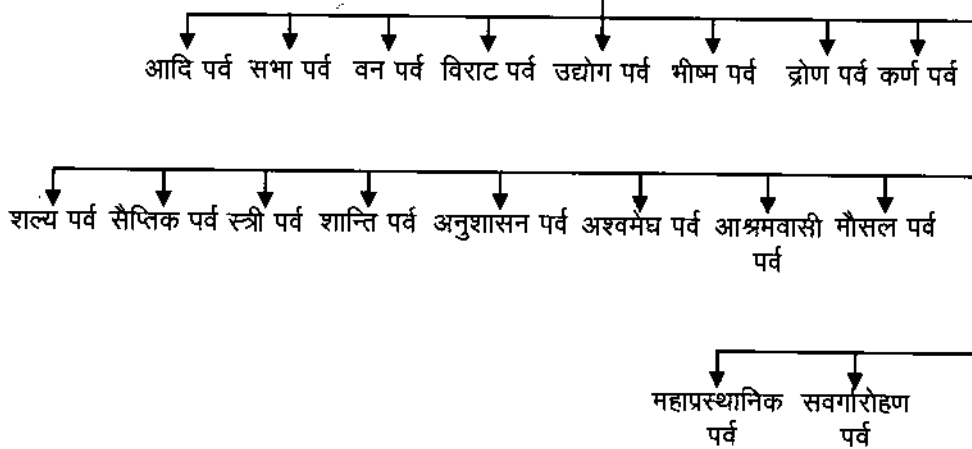 आदि पर्व सभा पर्व वन पर्व विराट पर्व उद्योग पर्व भीष्म पर्व द्रोण पर्व कर्ण पर्व
शल्य पर्व सैप्तिक पर्व स्त्री पर्व शान्ति पर्व अनुशासन पर्व अश्वमेघ पर्व आश्रमवासी मौसल पर्व
पर्व
महाप्रस्थानिक सवर्गारोहण
पर्व पर्व